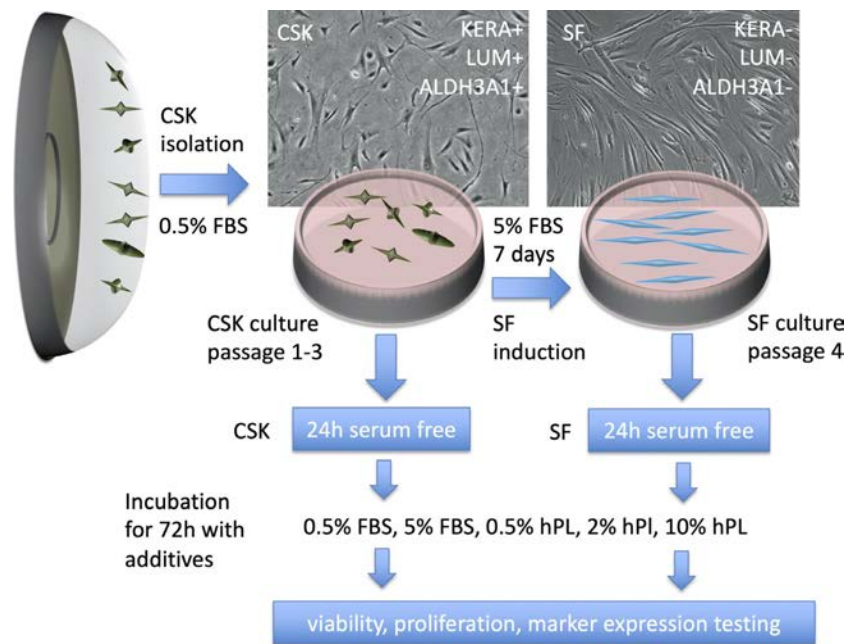 CSK
KERA+
LUM+
ALDH3A1+
SF
KERA-
LUM-
ALDH3A1-
CSK
isolation
0.5% FBS
5% FBS
7 days
SF
induction
CSK culture
passage 1-3
SF culture
passage 4
CSK
24h serum free
SF
24h serum free
Incubation
for 72h with
additives
0.5% FBS, 5% FBS, 0.5% hPL, 2% hPl, 10% hPL
viability, proliferation, marker expression testing